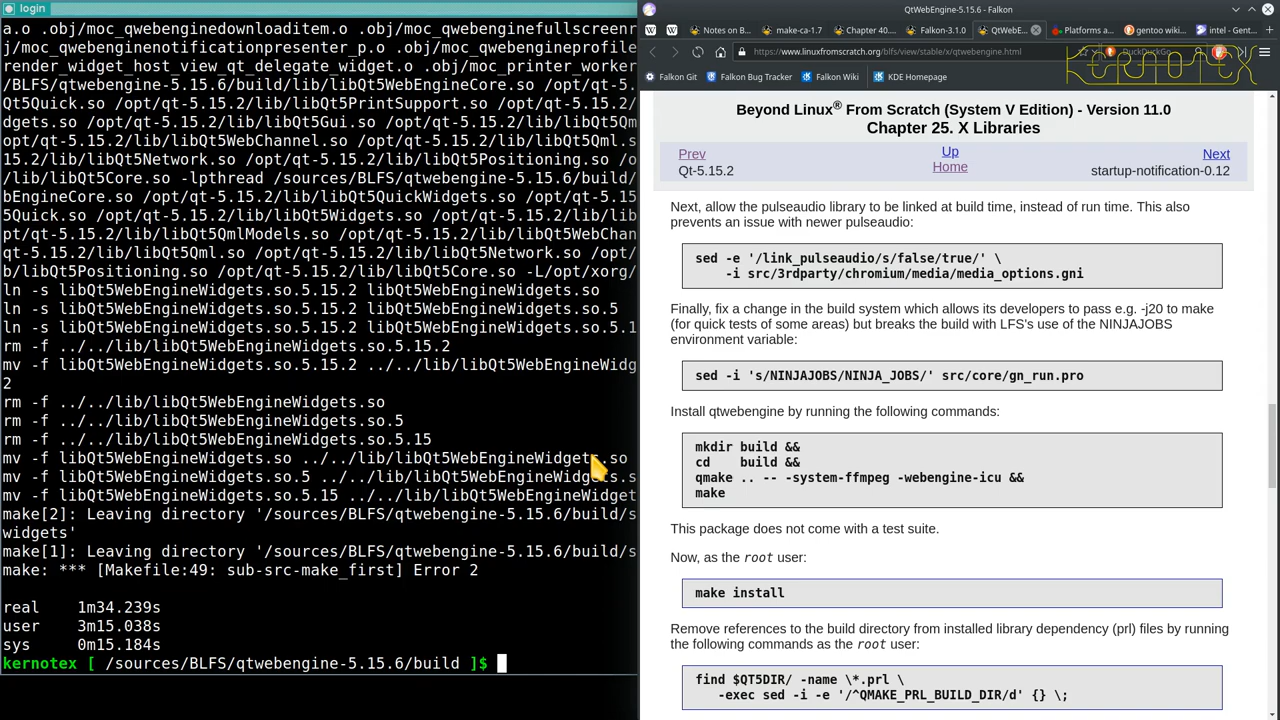 login
a.o .obj/moc_qwebenginedownloaditem.o .obj/moc_qwebenginefullscreen
j/moc_qwebenginenotificationpresenter_p.o .obj/moc_qwebengineprofile
render_widget_host_view_qt_delegate_widget.o .obj/moc_printer_worker
/BLFS/qtwebengine-5.15.6/build/lib/libQt5WebEngineCore.so /opt/qt-5.
Qt5Quick.so /opt/qt-5.15.2/lib/libQt5PrintSupport.so /opt/qt-5.15.2/
dgets.so /opt/qt-5.15.2/lib/libQt5Gui.so /opt/qt-5.15.2/lib/libQt5Qm
opt/qt-5.15.2/lib/libQt5WebChannel.so /opt/qt-5.15.2/lib/libQt5Qml.s
15.2/lib/libQt5Network.so /opt/qt-5.15.2/lib/libQt5Positioning.so /o
/lib/libQt5Core.so -lpthread /sources/BLFS/qtwebengine-5.15.6/build/
bEngineCore.so /opt/qt-5.15.2/lib/libQt5QuickWidgets.so /opt/qt-5.15
5Quick.so /opt/qt-5.15.2/lib/libQt5Widgets.so /opt/qt-5.15.2/lib/lib
pt/qt-5.15.2/lib/libQt5QmlModels.so /opt/qt-5.15.2/lib/libQt5WebChan
/libQt5Qml.so /opt/qt-5.15.2/lib/libQt5Network.so /opt/qt-5.15.2/lib
b/libQt5Positioning.so /opt/qt-5.15.2/lib/libQt5Core.so -L/opt/xorg/
ln -s libQt5WebEngineWidgets.so.5.15.2 libQt5WebEngineWidgets.so
ln -s libQt5WebEngineWidgets.so.5.15.2 libQt5WebEngineWidgets.so.5
ln -s libQt5WebEngineWidgets.so.5.15.2 libQt5WebEngineWidgets.so.5.1
rm -f ../../lib/libQt5WebEngineWidgets.so.5.15.2
mv -f libQt5WebEngineWidgets.so.5.15.2 ../../lib/libQt5WebEngineWidg
2
rm -f ../../lib/libQt5WebEngineWidgets.so
rm -f ../../lib/libQt5WebEngineWidgets.so.5
rm -f ../../lib/libQt5WebEngineWidgets.so.5.15
mv -f libQt5WebEngineWidgets.so ../../lib/libQt5WebEngineWidgets.so
mv -f libQt5WebEngineWidgets.so.5 ../../lib/libQt5WebEngineWidgets.s
mv -f libQt5WebEngineWidgets.so.5.15 ../../lib/libQt5WebEngineWidget
make[2]: Leaving directory '/sources/BLFS/qtwebengine-5.15.6/build/s
widgets'
make[1]: Leaving directory '/sources/BLFS/qtwebengine-5.15.6/build/s
make: *** [Makefile:49: sub-src-make_first] Error 2
real 1m34.239s
user 3m15.038s
sys 0m15.184s
kernotex [ /sources/BLFS/qtwebengine-5.15.6/build ]$
QtWebEngine-5.15.6 - Falkon
Notes on B... make-ca-1.7 Chapter 40.... Falkon-3.1.0 QtWebE... Platforms a... gentoo wiki... intel - Gent...
https://www.linuxfromscratch.org/blfs/view/stable/x/qtwebengine.html DuckDuckGo
kernotex
Falkon Git Falkon Bug Tracker Falkon Wiki KDE Homepage
Beyond Linux® From Scratch (System V Edition) - Version 11.0
Chapter 25. X Libraries
Prev Up Next
Qt-5.15.2 Home startup-notification-0.12
Next, allow the pulseaudio library to be linked at build time, instead of run time. This also
prevents an issue with newer pulseaudio:
sed -e '/link_pulseaudio/s/false/true/' \
-i src/3rdparty/chromium/media/media_options.gni
Finally, fix a change in the build system which allows its developers to pass e.g. -j20 to make
(for quick tests of some areas) but breaks the build with LFS's use of the NINJAJOBS
environment variable:
sed -i 's/NINJAJOBS/NINJA_JOBS/' src/core/gn_run.pro
Install qtwebengine by running the following commands:
mkdir build &&
cd build &&
qmake .. -- -system-ffmpeg -webengine-icu &&
make
This package does not come with a test suite.
Now, as the root user:
make install
Remove references to the build directory from installed library dependency (prl) files by running
the following commands as the root user:
find $QT5DIR/ -name \*.prl \
-exec sed -i -e '/^QMAKE_PRL_BUILD_DIR/d' {} \;